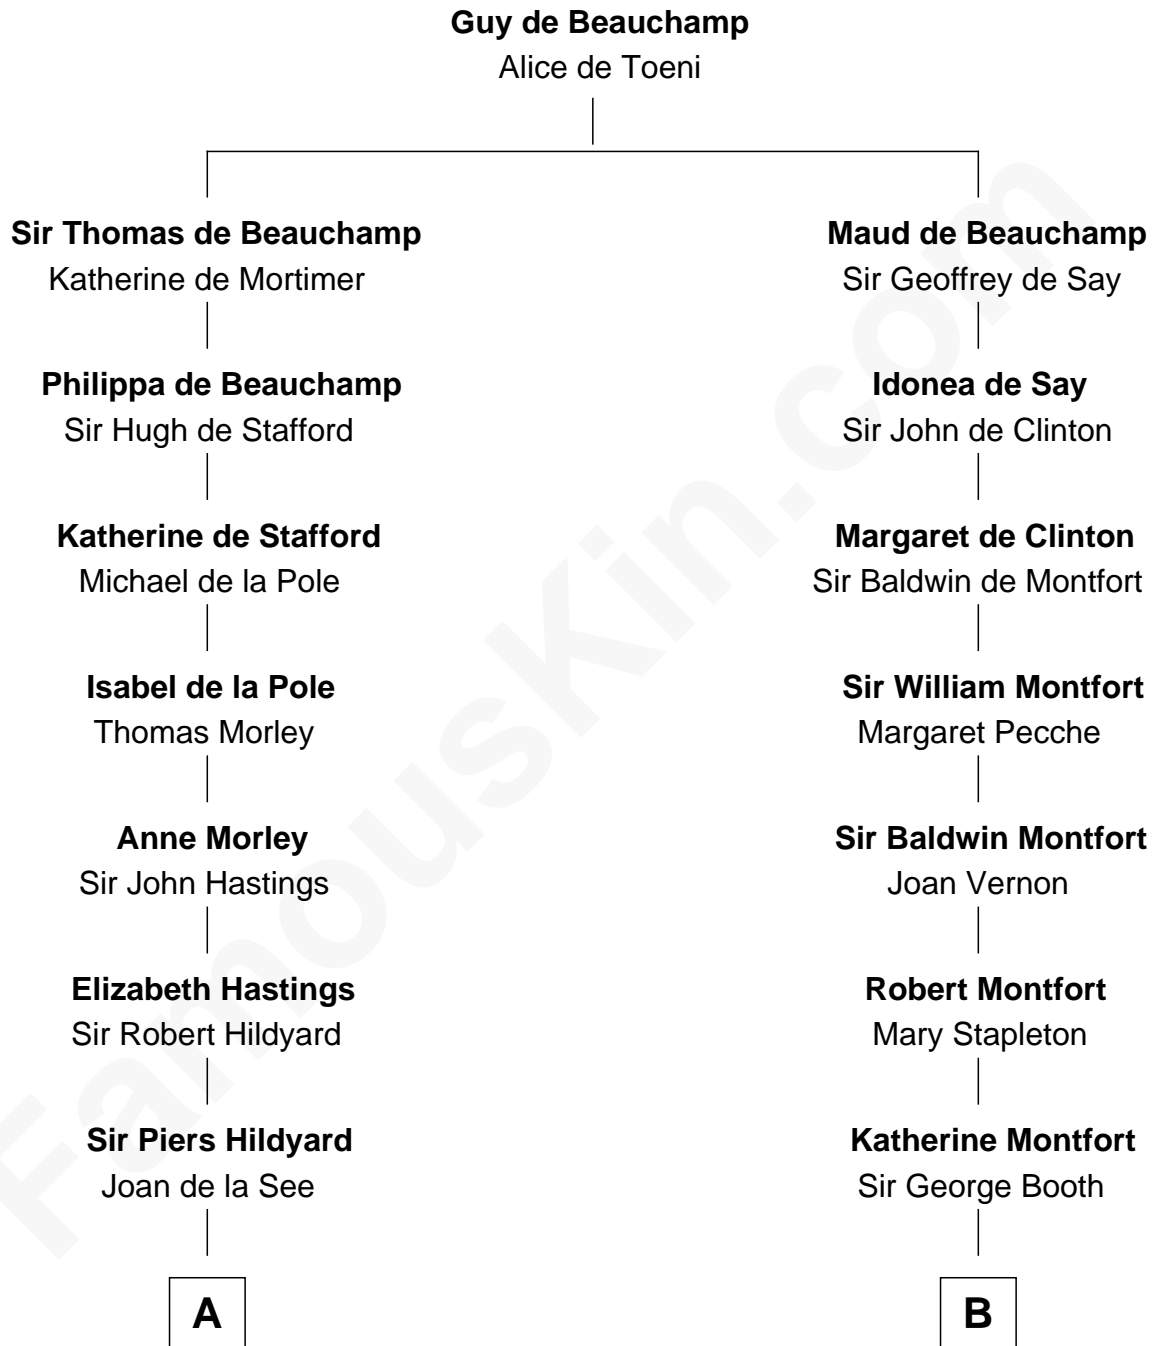 Guy de Beauchamp
Alice de Toeni
Sir Thomas de Beauchamp
Katherine de Mortimer
Maud de Beauchamp
Sir Geoffrey de Say
Philippa de Beauchamp
Sir Hugh de Stafford
Idonea de Say
Sir John de Clinton
Katherine de Stafford
Michael de la Pole
Margaret de Clinton
Sir Baldwin de Montfort
Isabel de la Pole
Thomas Morley
Sir William Montfort
Margaret Pecche
Anne Morley
Sir John Hastings
Sir Baldwin Montfort
Joan Vernon
Elizabeth Hastings
Sir Robert Hildyard
Robert Montfort
Mary Stapleton
Sir Piers Hildyard
Joan de la See
Katherine Montfort
Sir George Booth
A
B
FamousKin.com